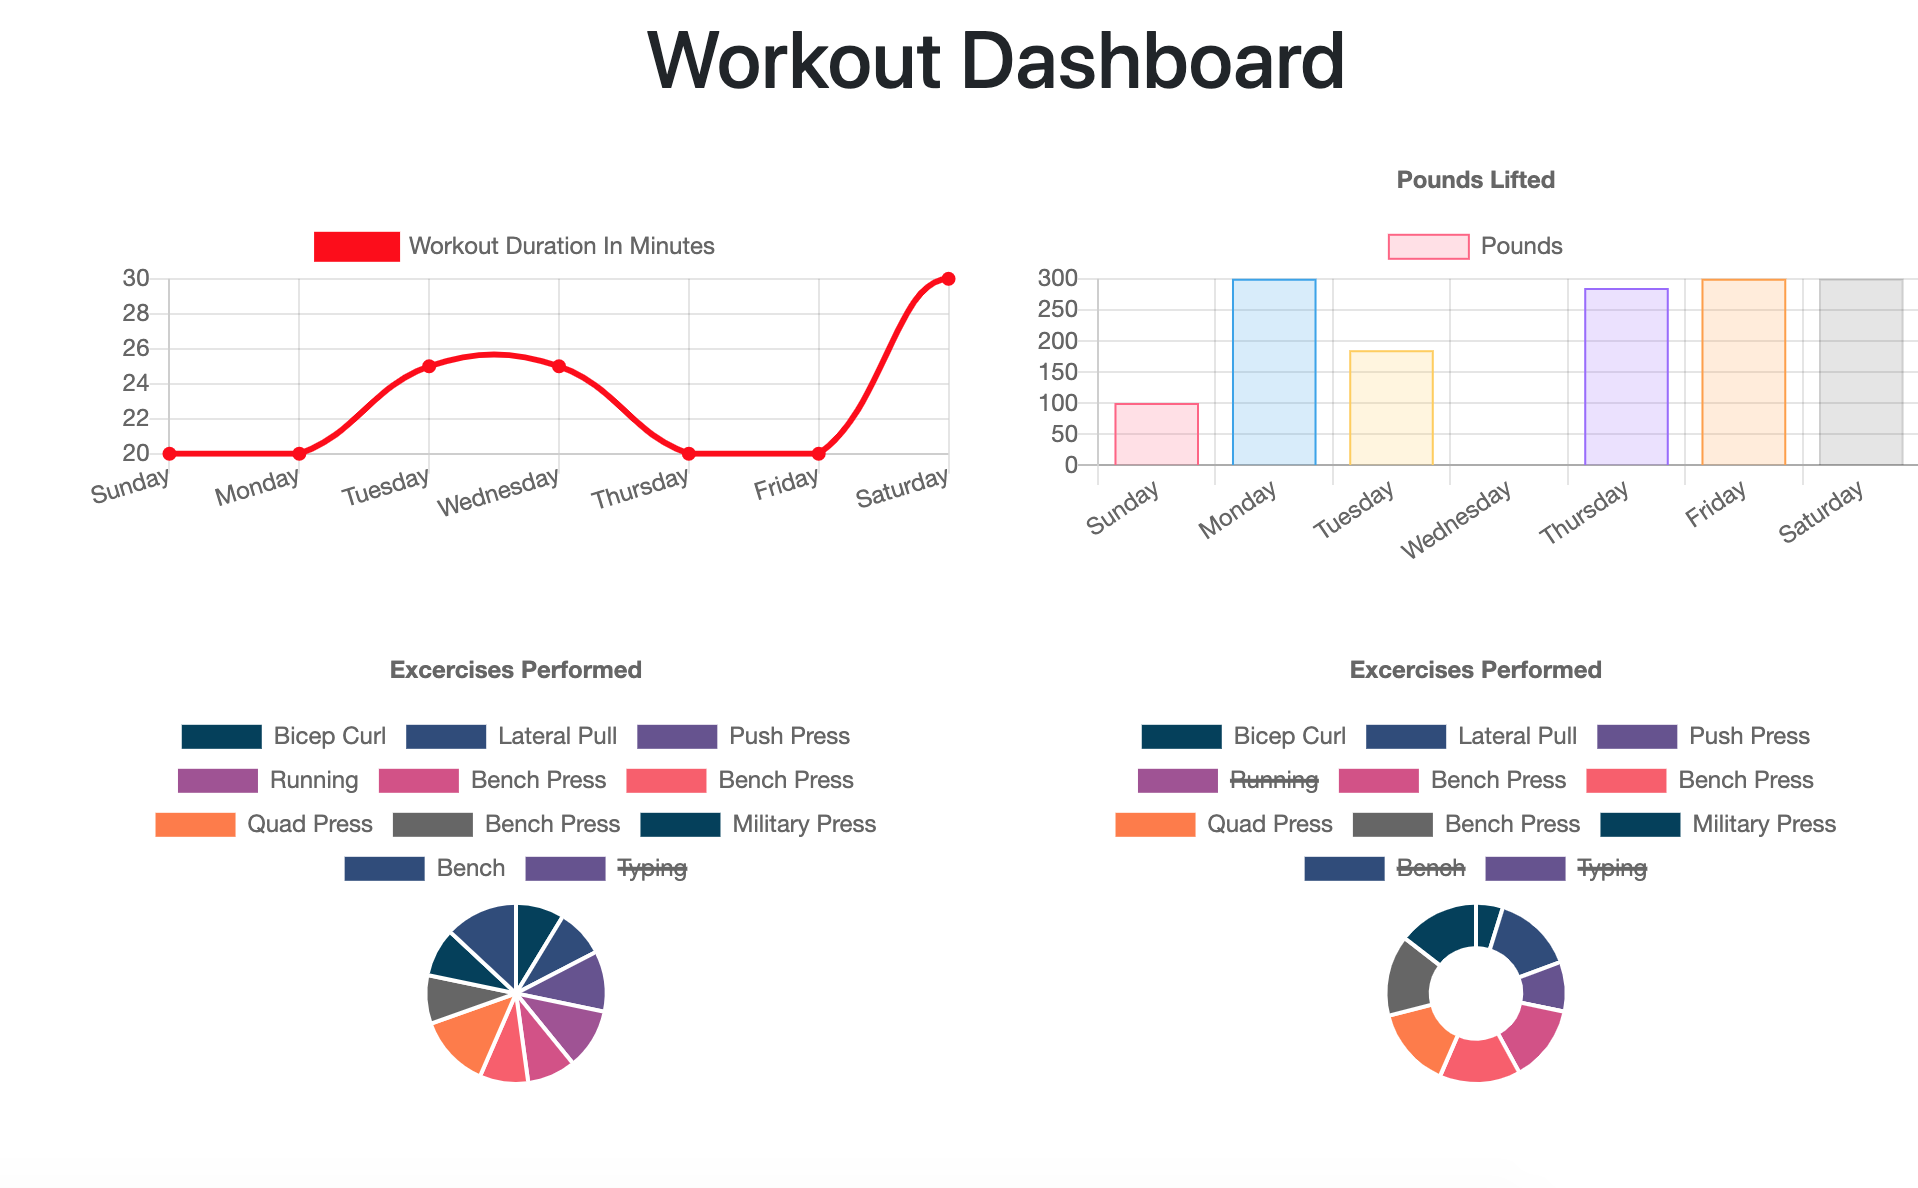 Workout Dashboard
Workout Duration In Minutes
30
28
26
24
22
20
Sunday Monday Tuesday Wednesday Thursday Friday Saturday
Pounds Lifted
Pounds
300
250
200
150
100
50
0
Sunday Monday Tuesday Wednesday Thursday Friday Saturday
Excercises Performed
Bicep Curl Lateral Pull Push Press
Running Bench Press Bench Press
Quad Press Bench Press Military Press
Bench Typing
Excercises Performed
Bicep Curl Lateral Pull Push Press
Running Bench Press Bench Press
Quad Press Bench Press Military Press
Bench Typing